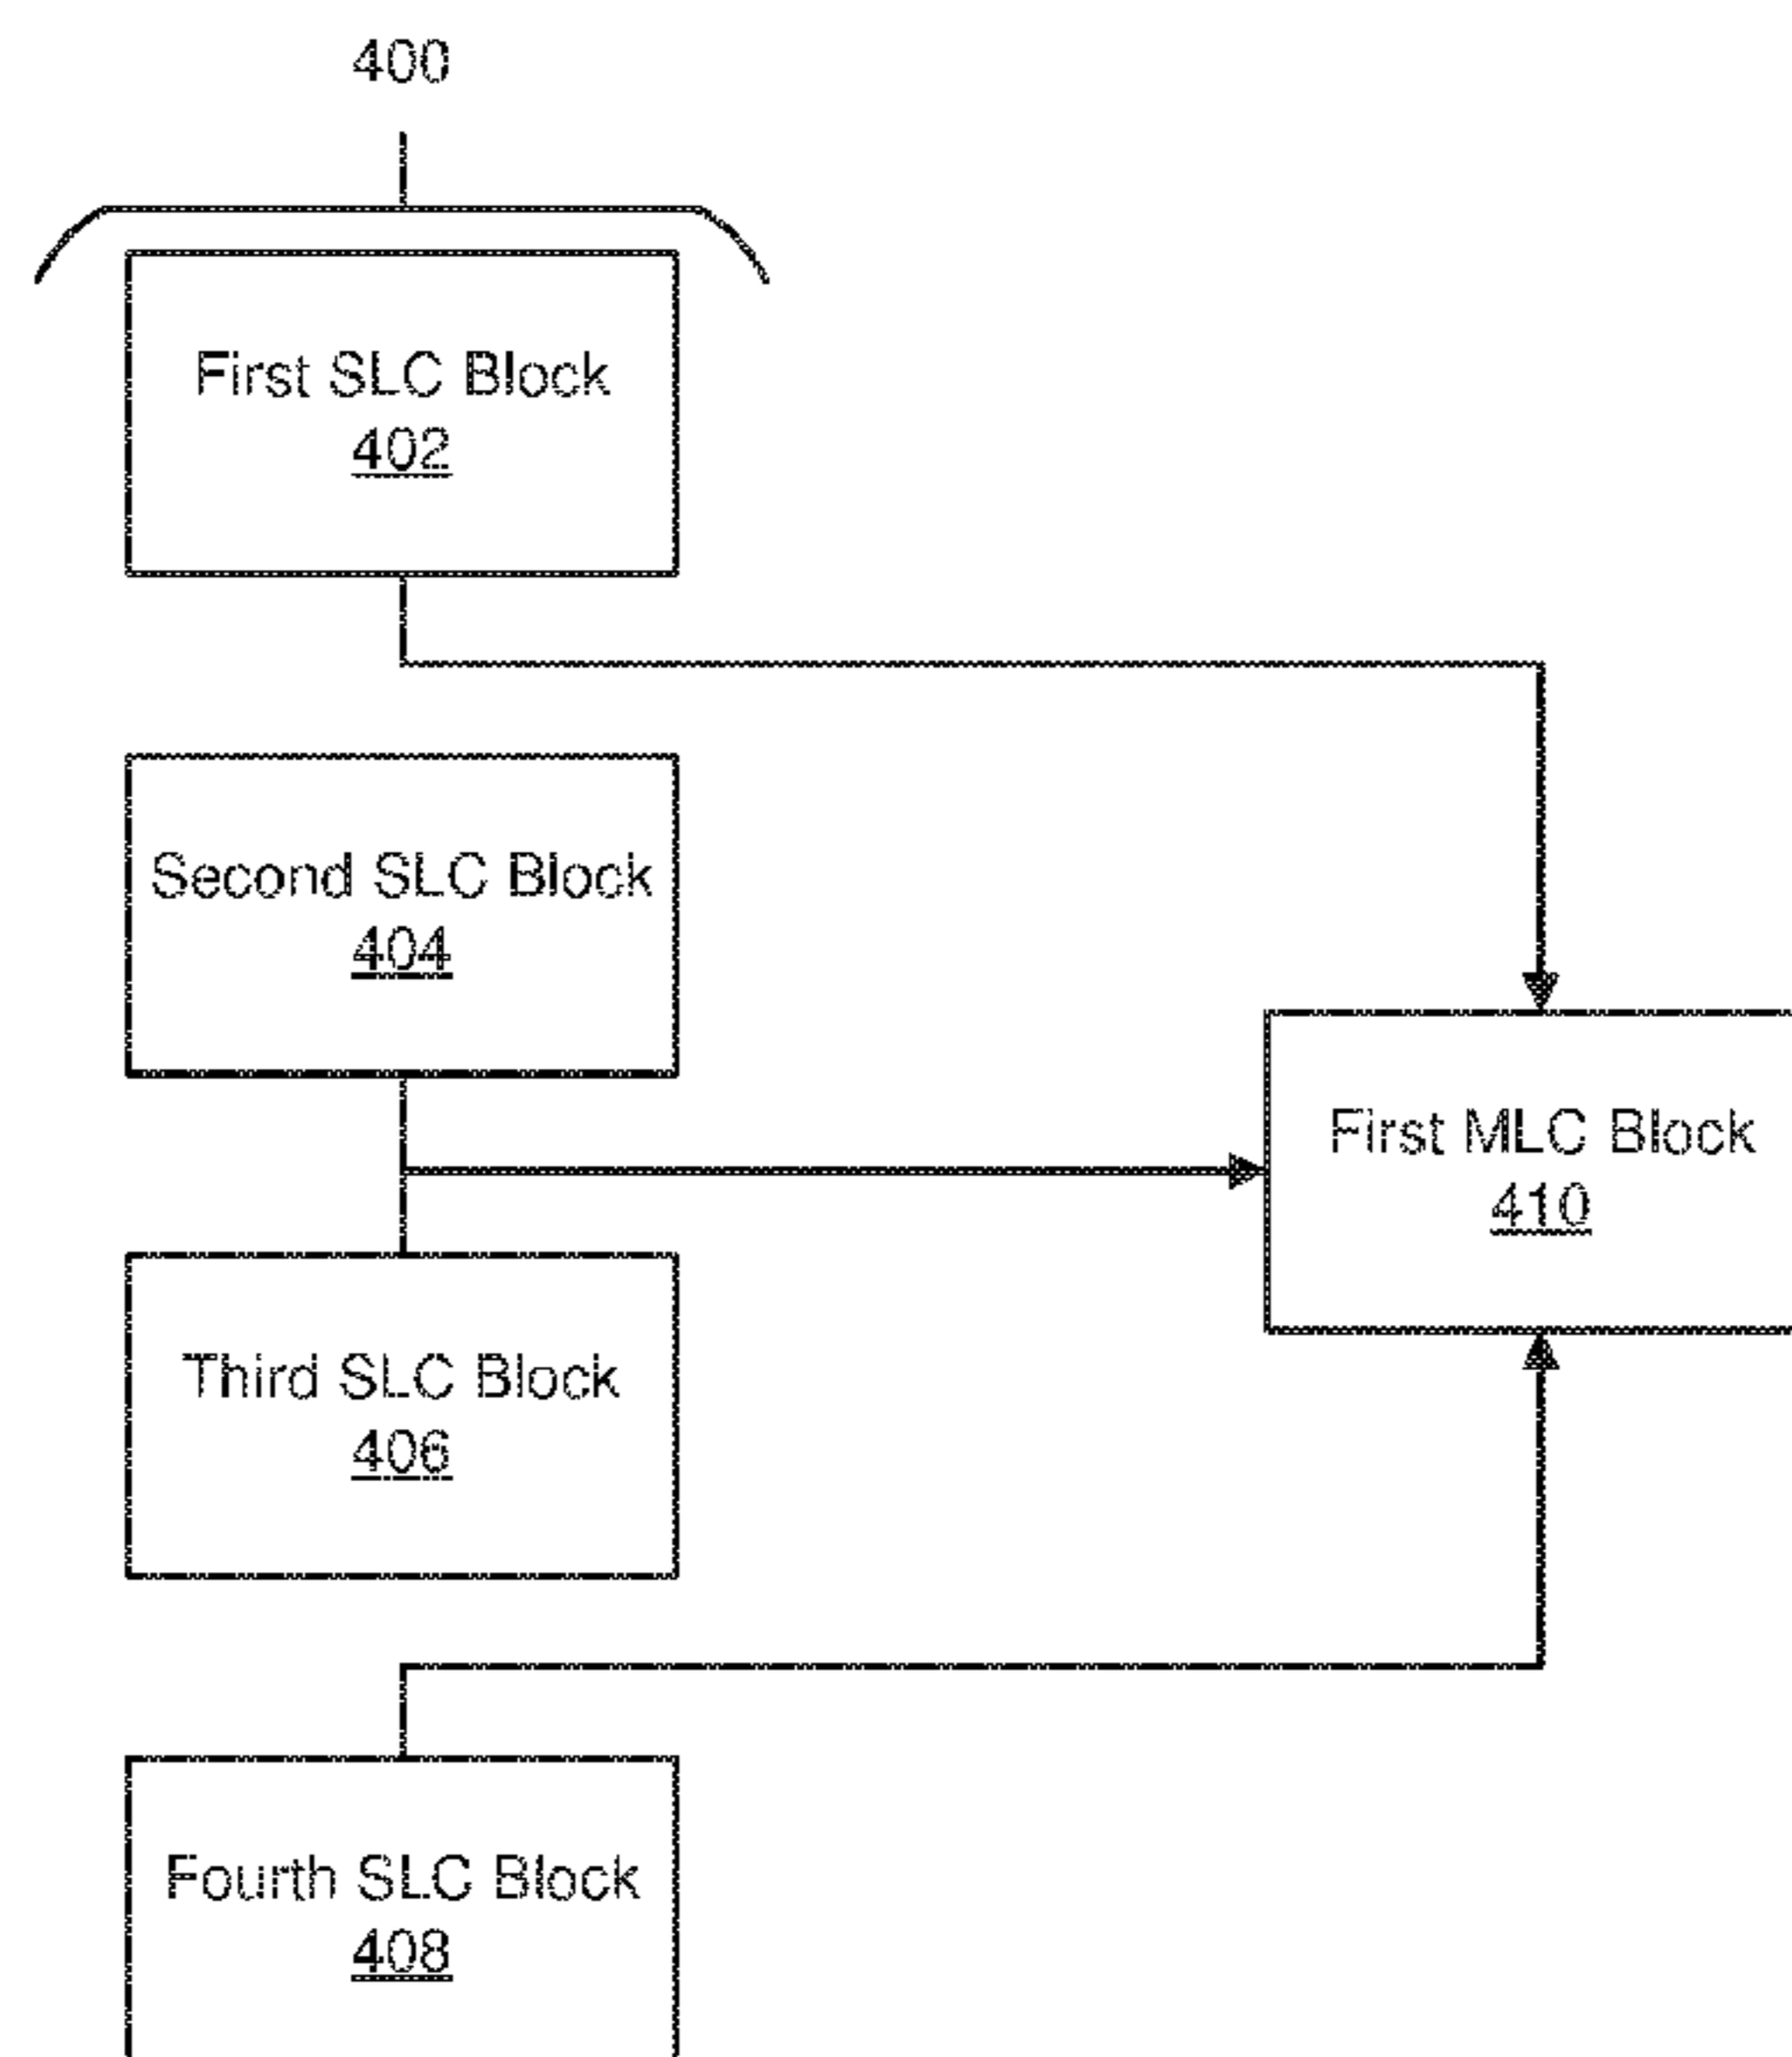 400
First SLC Block
402
Second SLC Block
404
First MLC Block
410
Third SLC Block
406
Fourth SLC Block
408